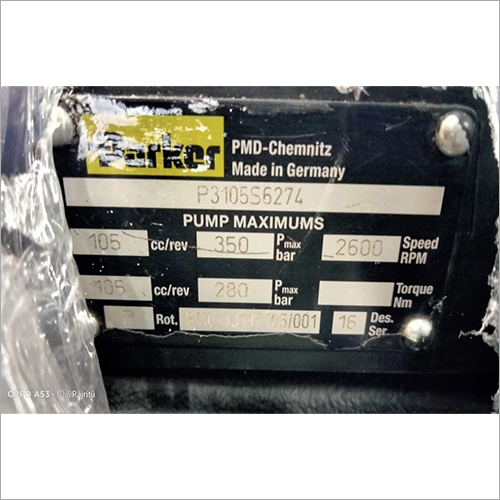 Parker
PMD-Chemnitz
Made in Germany
P3105S6274
PUMP MAXIMUMS
105 cc/rev 350 Pmax bar 2600 Speed RPM
105 cc/rev 280 Pmax bar Torque Nm
Rot. 16 Des. Ser.
OPPO A53 · ©Rajritu